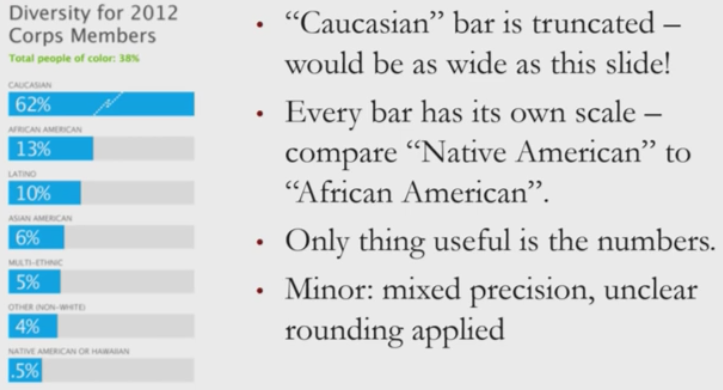 Diversity for 2012
Corps Members
Total people of color: 38%
CAUCASIAN
62%
AFRICAN AMERICAN
13%
LATINO
10%
ASIAN AMERICAN
6%
MULTI-ETHNIC
5%
OTHER (NON-WHITE)
4%
NATIVE AMERICAN OR HAWAIIAN
.5%
• “Caucasian” bar is truncated –
would be as wide as this slide!
• Every bar has its own scale –
compare “Native American” to
“African American”.
• Only thing useful is the numbers.
• Minor: mixed precision, unclear
rounding applied